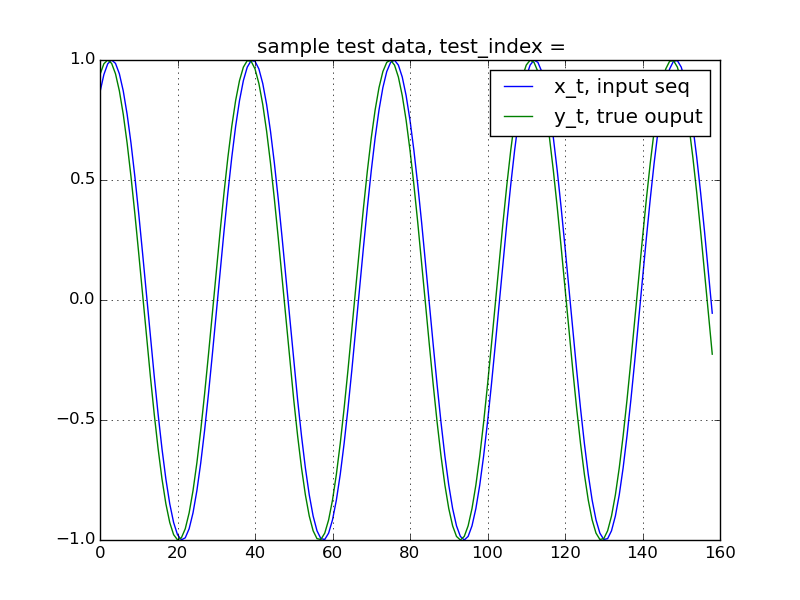 sample test data, test_index =
x_t, input seq
y_t, true ouput
1.0
0.5
0.0
−0.5
−1.0
0 20 40 60 80 100 120 140 160